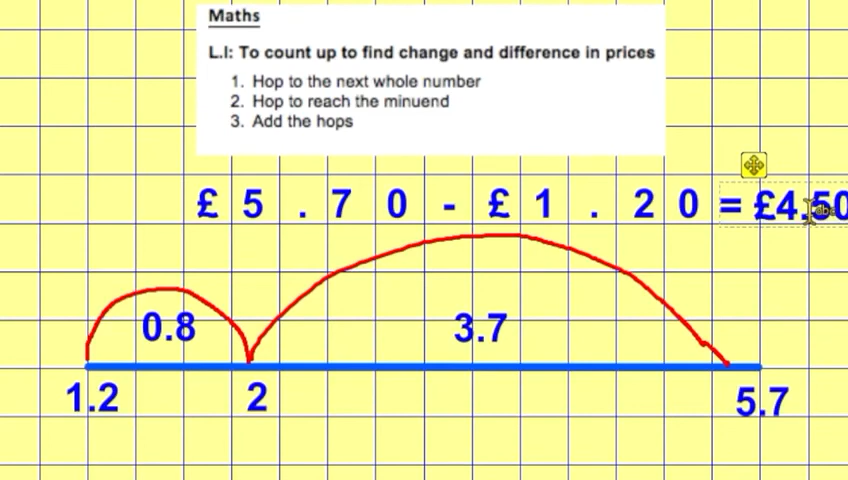 Maths
L.I: To count up to find change and difference in prices
1. Hop to the next whole number
2. Hop to reach the minuend
3. Add the hops
£5.70 - £1.20 = £4.50
0.8 3.7
1.2 2 5.7